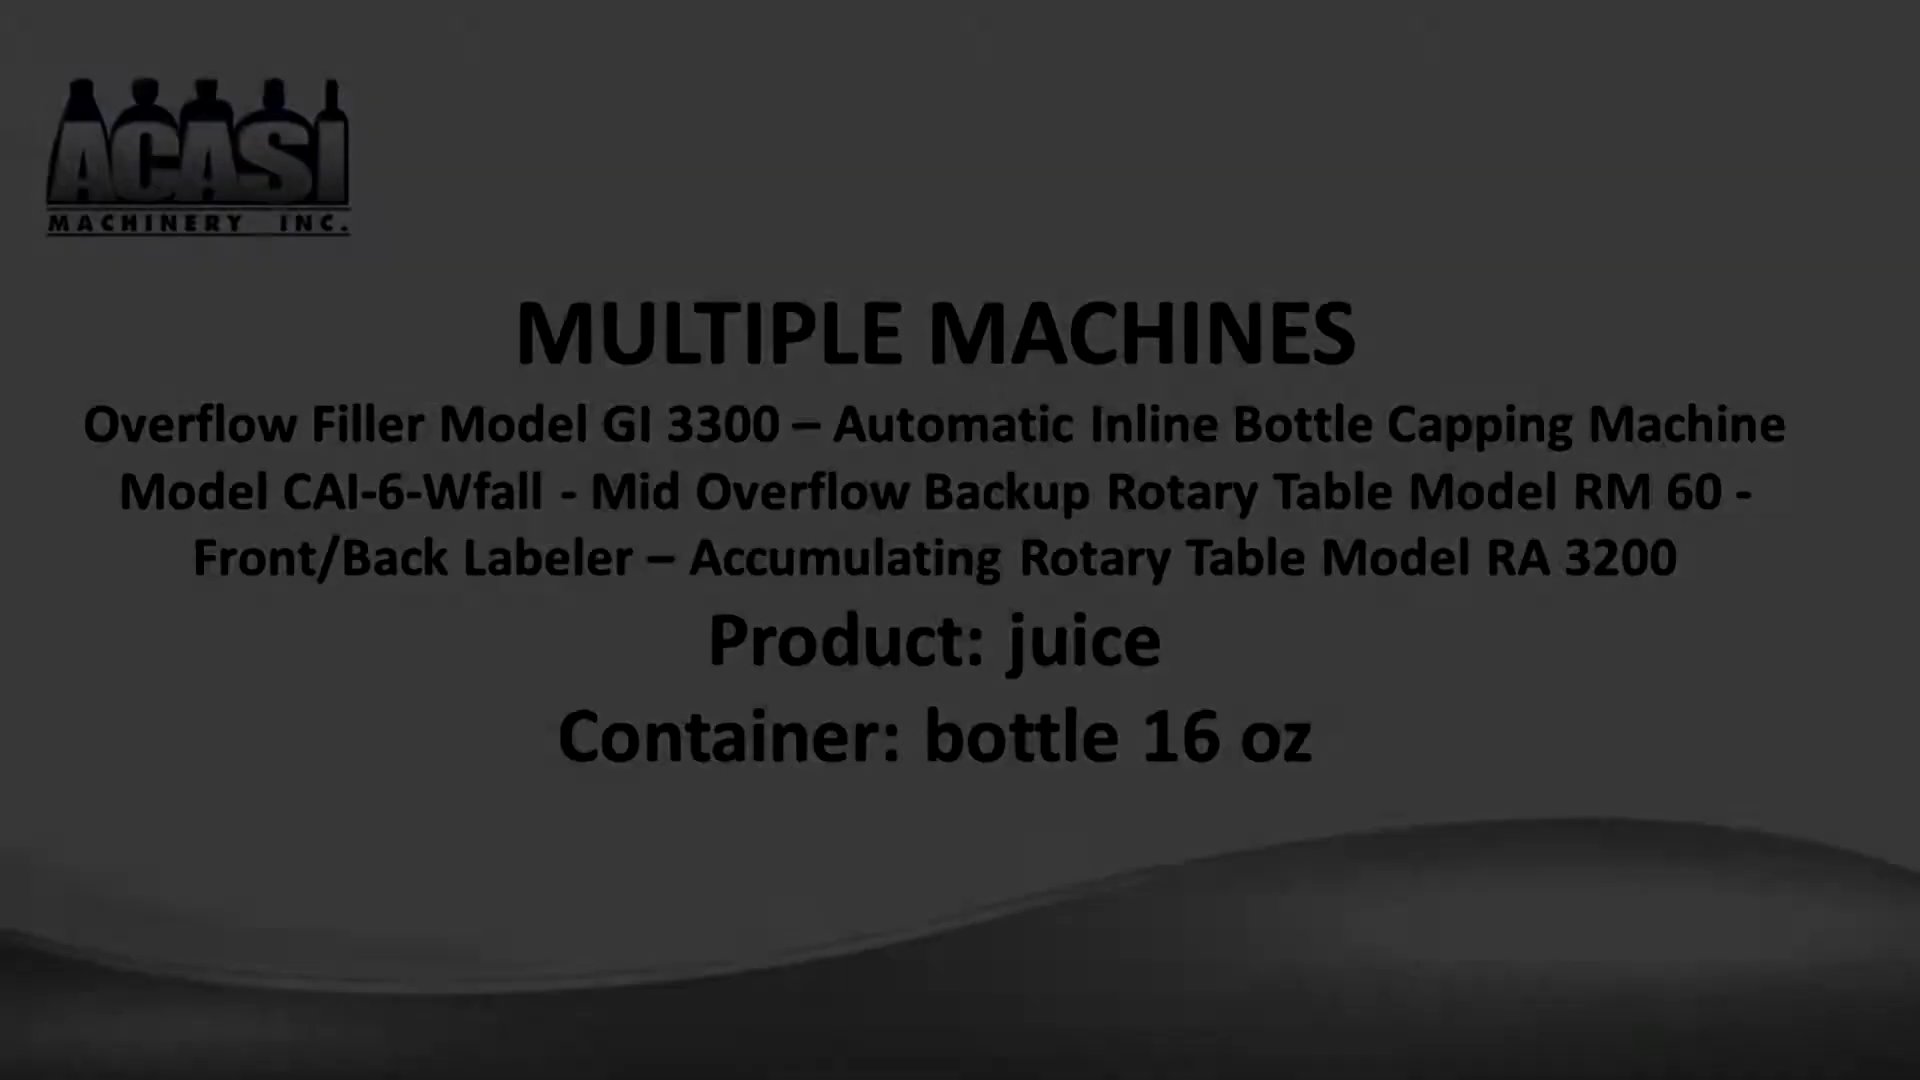 ACASI
MACHINERY INC.
MULTIPLE MACHINES
Overflow Filler Model GI 3300 – Automatic Inline Bottle Capping Machine
Model CAI-6-Wfall - Mid Overflow Backup Rotary Table Model RM 60 -
Front/Back Labeler – Accumulating Rotary Table Model RA 3200
Product: juice
Container: bottle 16 oz